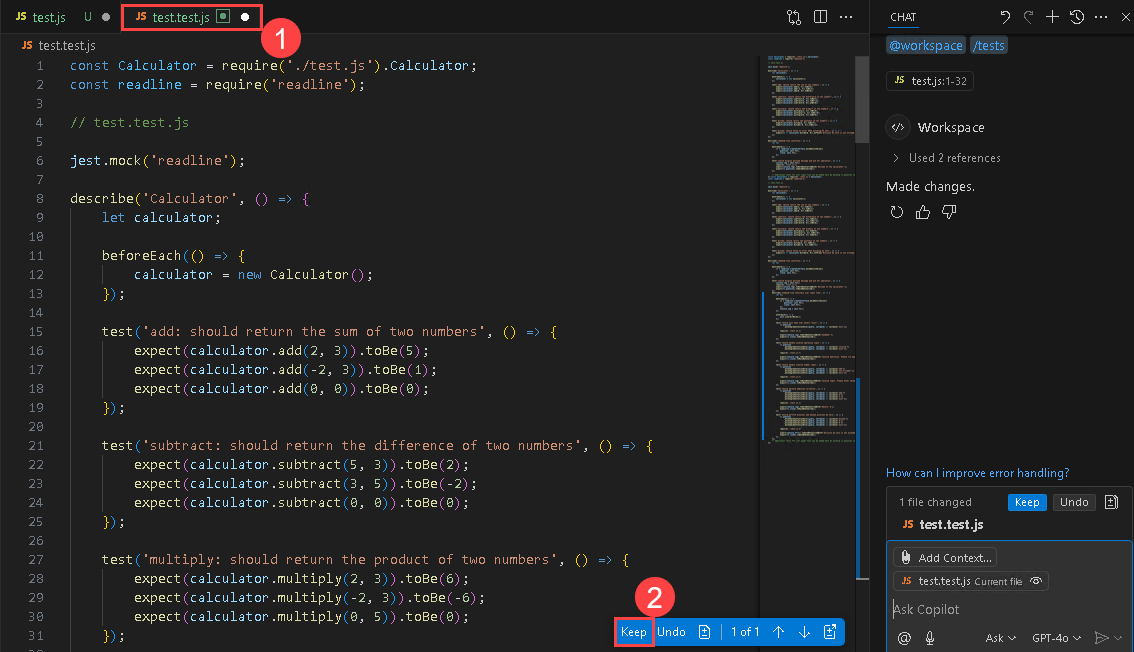 JS test.js U
JS test.test.js
1
JS test.test.js
1 const Calculator = require('./test.js').Calculator;
2 const readline = require('readline');
3
4 // test.test.js
5
6 jest.mock('readline');
7
8 describe('Calculator', () => {
9 let calculator;
10
11 beforeEach(() => {
12 calculator = new Calculator();
13 });
14
15 test('add: should return the sum of two numbers', () => {
16 expect(calculator.add(2, 3)).toBe(5);
17 expect(calculator.add(-2, 3)).toBe(1);
18 expect(calculator.add(0, 0)).toBe(0);
19 });
20
21 test('subtract: should return the difference of two numbers', () => {
22 expect(calculator.subtract(5, 3)).toBe(2);
23 expect(calculator.subtract(3, 5)).toBe(-2);
24 expect(calculator.subtract(0, 0)).toBe(0);
25 });
26
27 test('multiply: should return the product of two numbers', () => {
28 expect(calculator.multiply(2, 3)).toBe(6);
29 expect(calculator.multiply(-2, 3)).toBe(-6);
30 expect(calculator.multiply(0, 5)).toBe(0);
31 });
2
Keep Undo 1 of 1
CHAT
@workspace /tests
JS test.js:1-32
Workspace
Used 2 references
Made changes.
How can I improve error handling?
1 file changed Keep Undo
JS test.test.js
Add Context...
JS test.test.js Current file
Ask Copilot
@ Ask GPT-4o